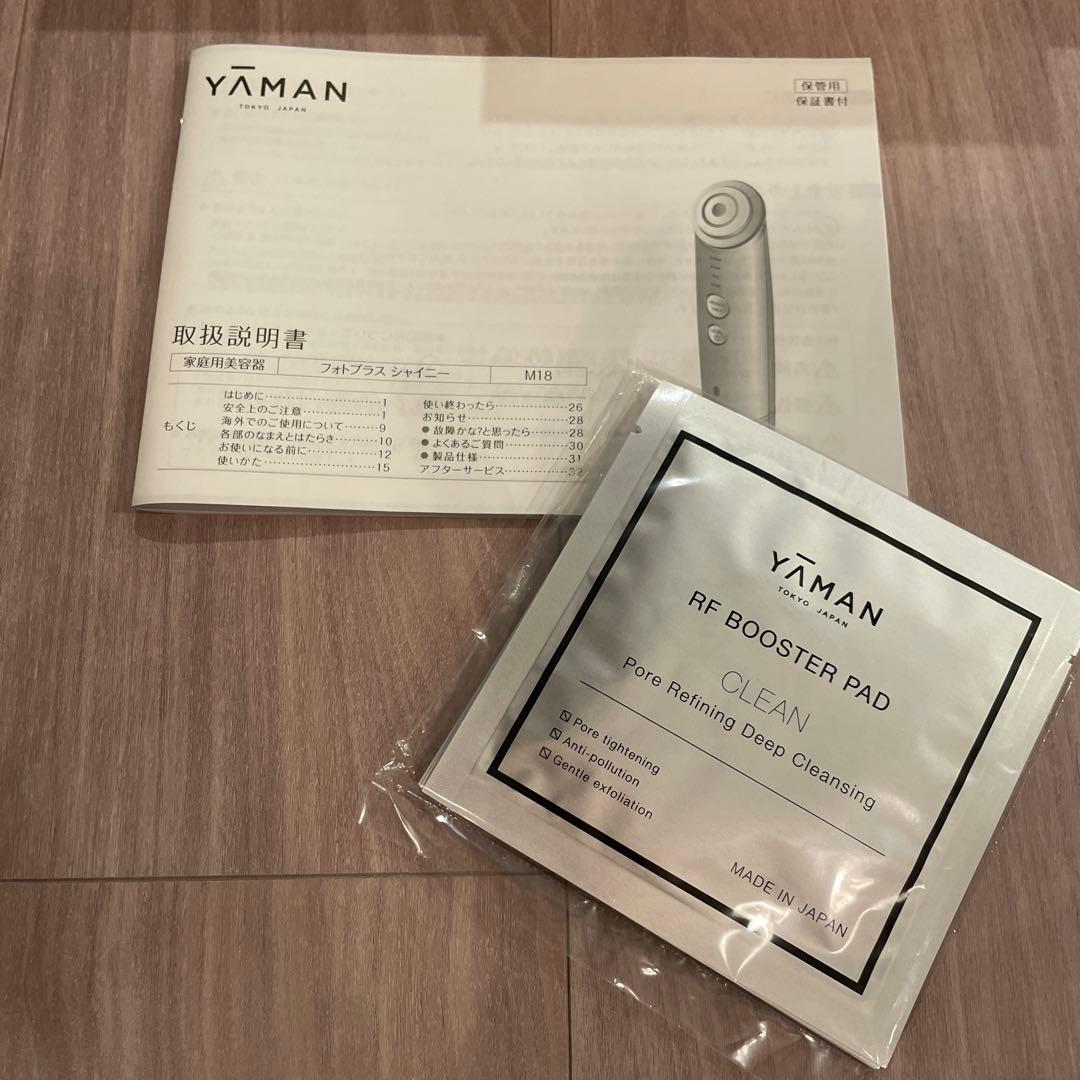 YAMAN
TOKYO JAPAN
保管用
保証書付
取扱説明書
家庭用美容器 フォトプラス シャイニー M18
もくじ
はじめに 1
安全上のご注意 1
海外でのご使用について 9
各部のなまえとはたらき 10
お使いになる前に 12
使いかた 15
使い終わったら 26
お知らせ 28
● 故障かな?と思ったら 28
● よくあるご質問 30
● 製品仕様 31
アフターサービス 32
YAMAN
TOKYO JAPAN
RF BOOSTER PAD
CLEAN
Pore Refining Deep Cleansing
Pore tightening
Anti-pollution
Gentle exfoliation
MADE IN JAPAN